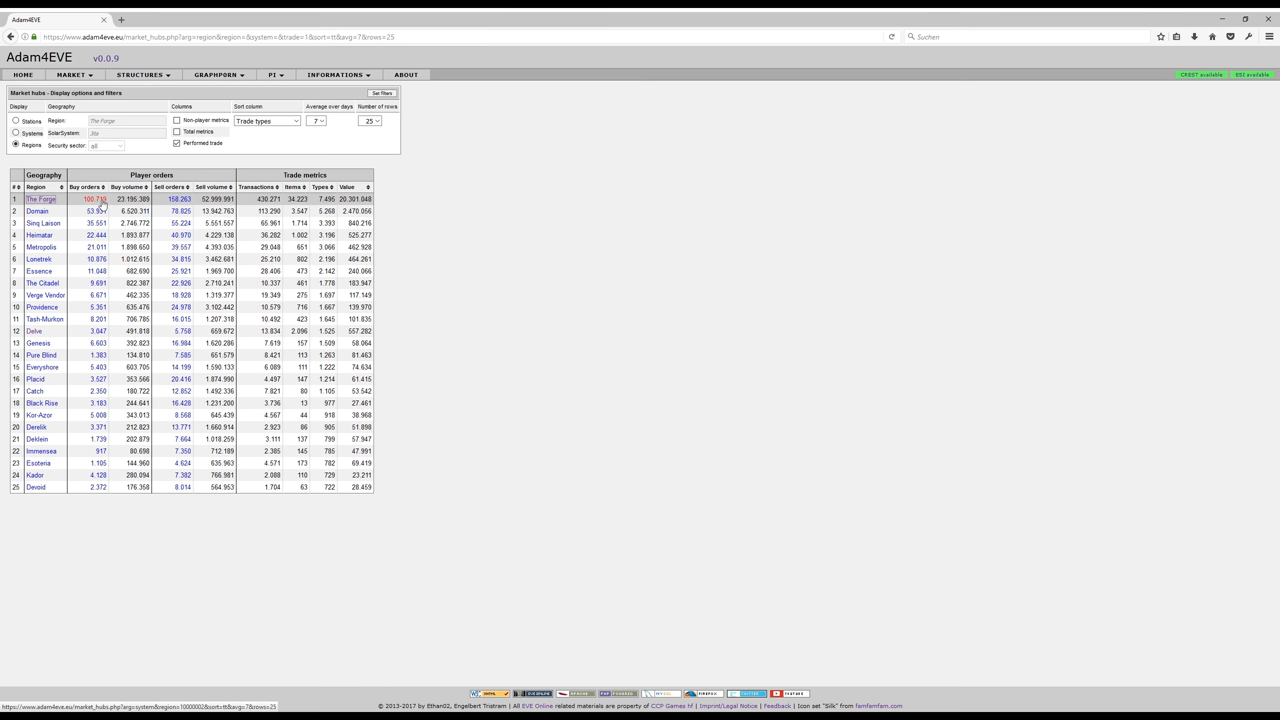 Adam4EVE
https://www.adam4eve.eu/market_hubs.php?arg=region&region=&system=&trade=1&sort=tt&avg=7&rows=25
Suchen
Adam4EVE v0.0.9
HOME MARKET STRUCTURES GRAPHP0RN PI INFORMATIONS ABOUT CREST available ESI available
Market hubs - Display options and filters Set filters
Display Geography Columns Sort column Average over days Number of rows
Stations Region: The Forge Non-player metrics Trade types 7 25
Systems SolarSystem: Jita Total metrics
Regions Security sector: all Performed trade
Geography Player orders Trade metrics
# Region Buy orders Buy volume Sell orders Sell volume Transactions Items Types Value
1 The Forge 100.719 23.195.389 158.263 52.999.991 430.271 34.223 7.495 20.301.048
2 Domain 6.520.311 78.825 13.942.763 113.290 3.547 5.268 2.470.056
3 Sinq Laison 35.551 2.746.772 55.224 5.551.557 65.961 1.714 3.393 840.216
4 Heimatar 22.444 1.893.877 40.970 4.229.138 36.282 1.002 3.196 525.277
5 Metropolis 21.011 1.898.650 39.557 4.393.035 29.048 651 3.066 462.928
6 Lonetrek 10.876 1.012.615 34.815 3.462.681 25.210 802 2.196 464.261
7 Essence 11.048 682.690 25.921 1.969.700 28.406 473 2.142 240.066
8 The Citadel 9.691 822.387 22.926 2.710.241 10.337 461 1.778 183.947
9 Verge Vendor 6.671 462.335 18.928 1.319.377 19.349 275 1.697 117.149
10 Providence 5.351 635.476 24.978 3.102.442 10.579 716 1.667 139.970
11 Tash-Murkon 8.201 706.785 16.015 1.207.318 10.492 423 1.645 101.835
12 Delve 3.047 491.818 5.758 659.672 13.834 2.096 1.525 557.282
13 Genesis 6.603 392.823 16.984 1.620.286 7.619 157 1.509 58.064
14 Pure Blind 1.383 134.810 7.585 651.579 8.421 113 1.263 81.463
15 Everyshore 5.403 603.705 14.199 1.590.133 6.089 111 1.222 74.634
16 Placid 3.527 353.566 20.416 1.874.990 4.497 147 1.214 61.415
17 Catch 2.350 180.722 12.852 1.492.336 7.821 80 1.105 53.542
18 Black Rise 3.183 244.641 16.428 1.231.200 3.736 13 977 27.461
19 Kor-Azor 5.008 343.013 8.568 645.439 4.567 44 918 38.968
20 Derelik 3.371 212.823 13.771 1.660.914 2.923 86 905 51.898
21 Deklein 1.739 202.879 7.664 1.018.259 3.111 137 799 57.947
22 Immensea 917 80.698 7.350 712.189 2.385 145 785 47.991
23 Esoteria 1.105 144.960 4.624 635.963 4.571 173 782 69.419
24 Kador 4.128 280.094 7.382 766.981 2.088 110 729 23.211
25 Devoid 2.372 176.358 8.014 564.953 1.704 63 722 28.459
© 2013-2017 by Ethan02, Engelbert Tristram | All EVE Online related materials are property of CCP Games hf | Imprint/Legal Notice | Feedback | Icon set "Silk" from famfamfam.com
https://www.adam4eve.eu/market_hubs.php?arg=system&region=10000002&sort=tt&avg=7&rows=25